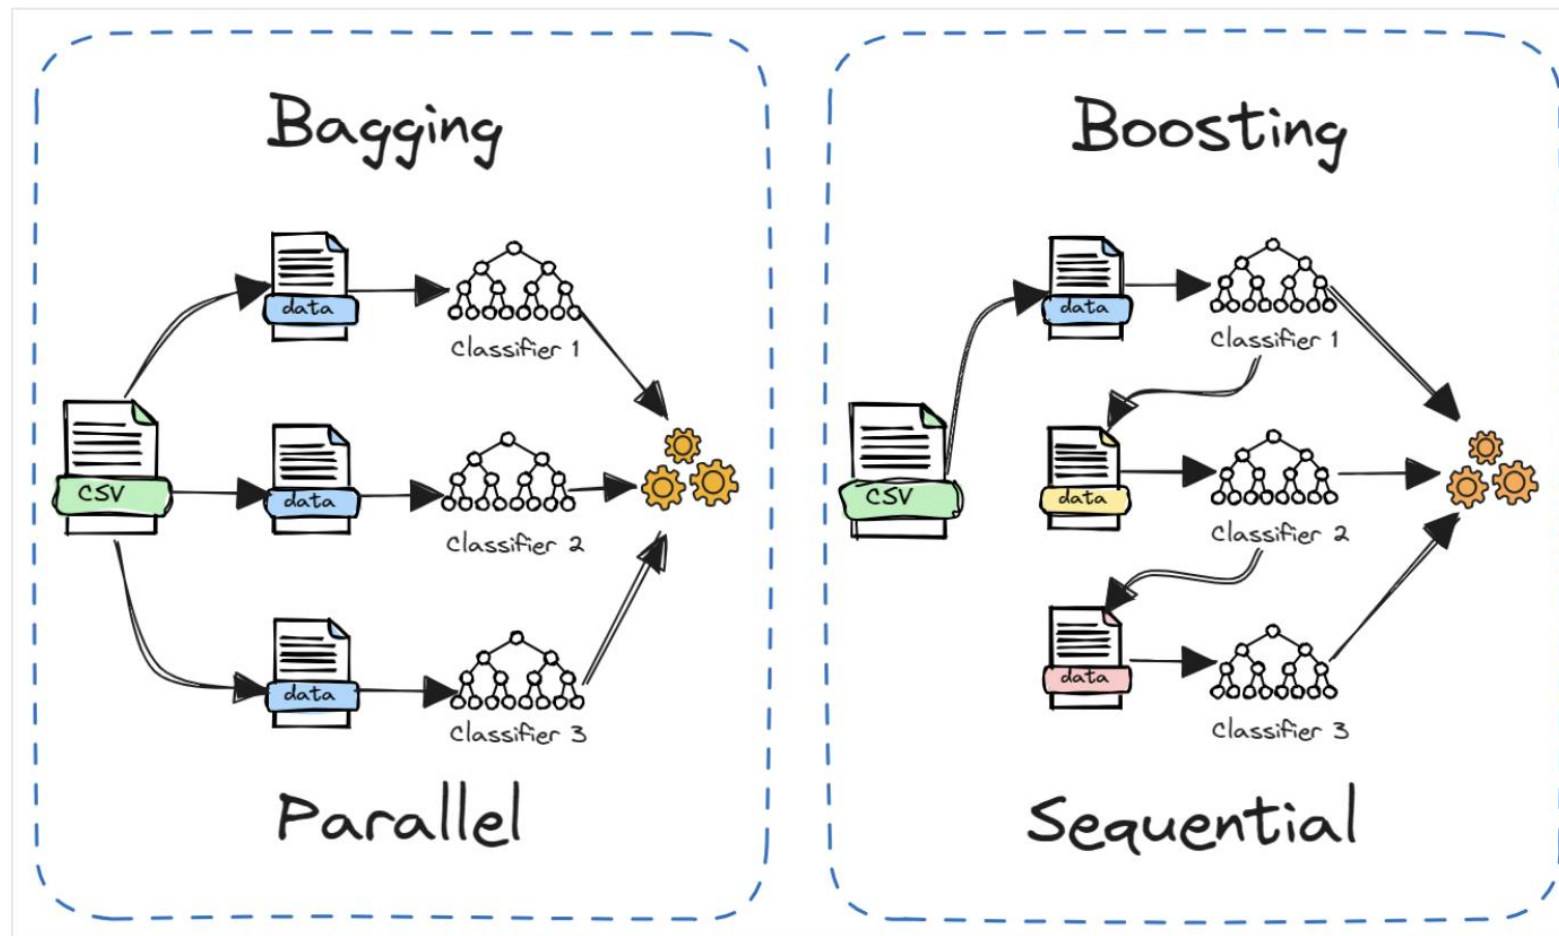 Bagging
data
Classifier 1
CSV
data
Classifier 2
data
Classifier 3
Parallel
Boosting
data
Classifier 1
CSV
data
Classifier 2
data
Classifier 3
Sequential